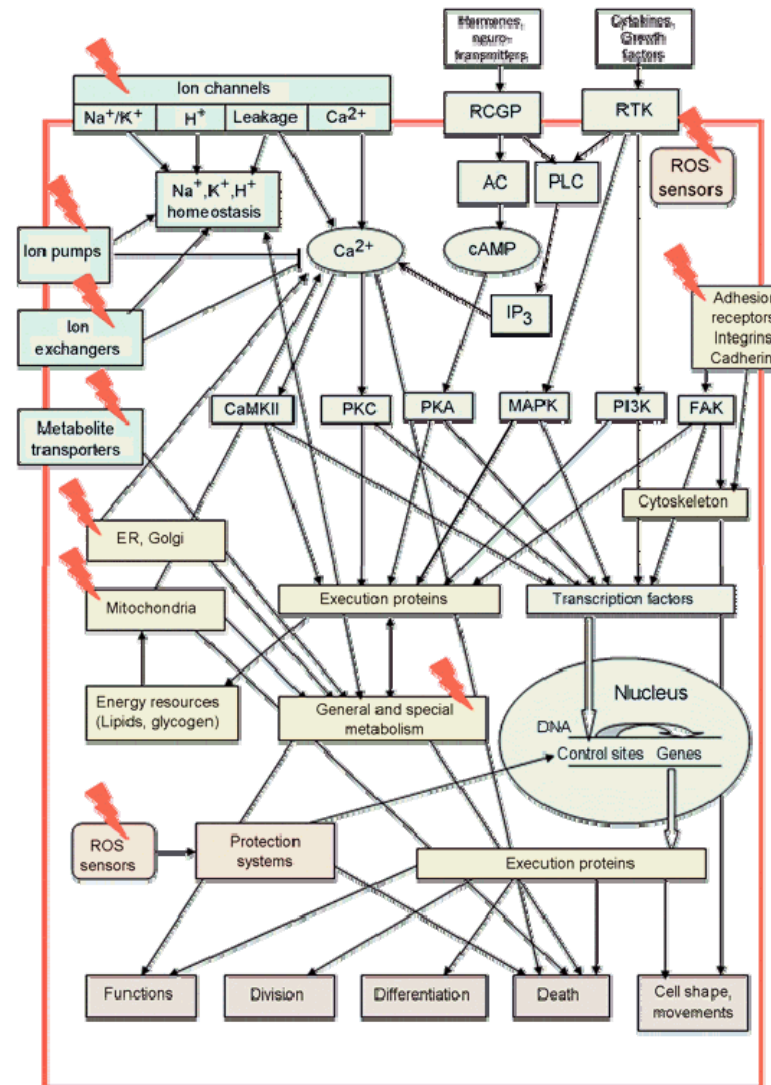 Hormones,
neuro-
transmitters
Cytokines,
Growth
factors
Ion channels
Na⁺/K⁺ H⁺ Leakage Ca²⁺
RCGP
RTK
ROS
sensors
Na⁺,K⁺,H⁺
homeostasis
AC
PLC
Ion pumps
Ca²⁺
cAMP
Ion
exchangers
IP₃
Adhesion
receptors
Integrins
Cadherin
Metabolite
transporters
CaMKII
PKC
PKA
MAPK
PI3K
FAK
Cytoskeleton
ER, Golgi
Mitochondria
Execution proteins
Transcription factors
Energy resources
(Lipids, glycogen)
General and special
metabolism
Nucleus
DNA
Control sites Genes
ROS
sensors
Protection
systems
Execution proteins
Functions
Division
Differentiation
Death
Cell shape,
movements